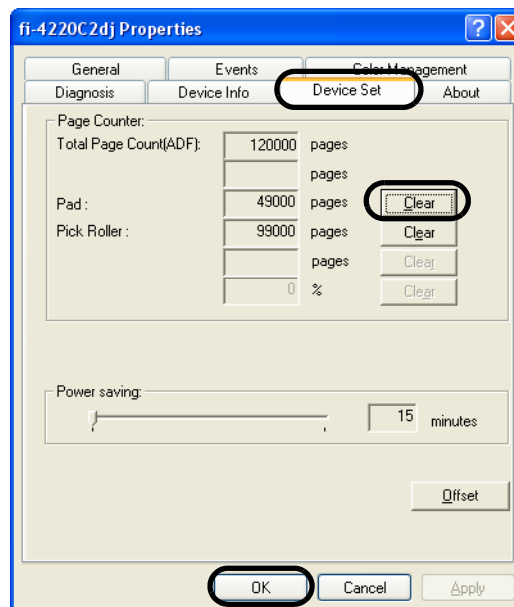 fi-4220C2dj Properties
General Events Color Management
Diagnosis Device Info Device Set About
Page Counter:
Total Page Count(ADF): 120000 pages
pages
Pad : 49000 pages Clear
Pick Roller : 99000 pages Clear
pages Clear
0 % Clear
Power saving:
15 minutes
Offset
OK Cancel Apply